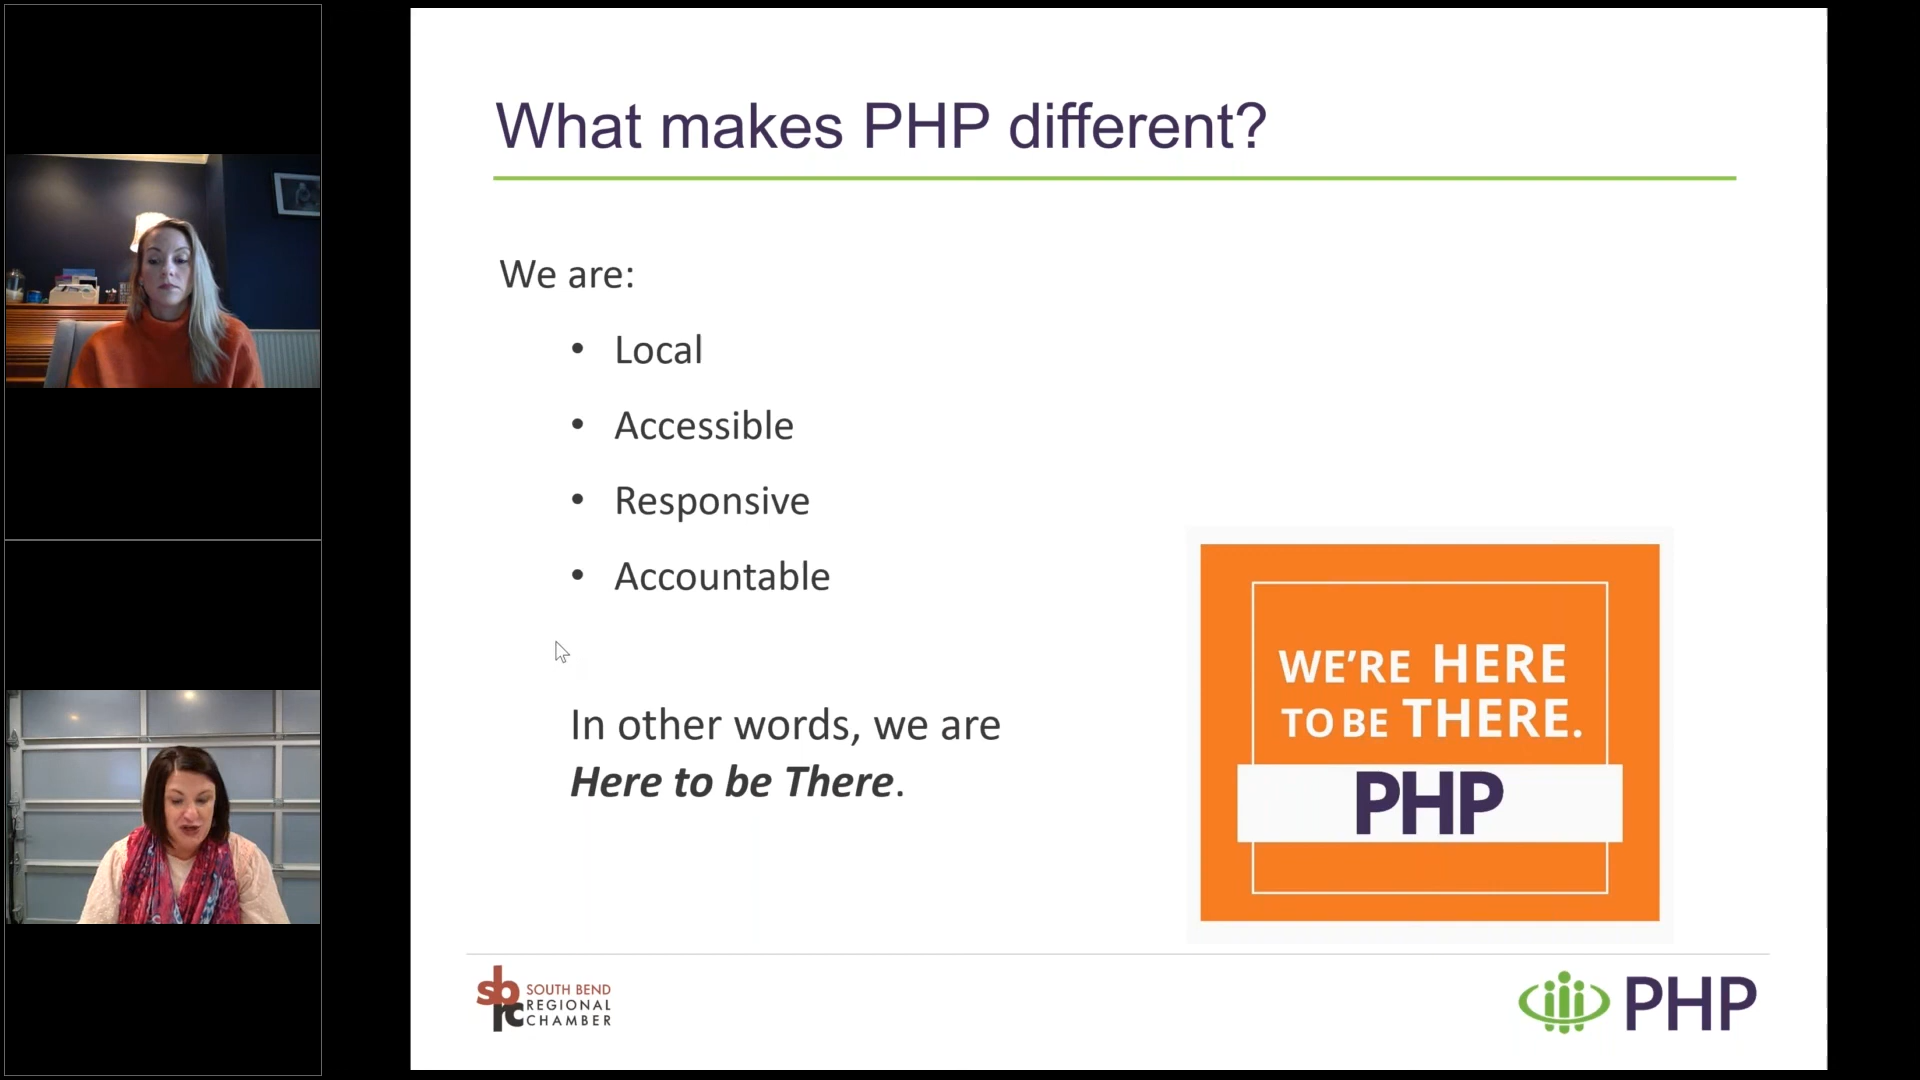 What makes PHP different?
We are:
• Local
• Accessible
• Responsive
• Accountable
In other words, we are
Here to be There.
WE’RE HERE
TO BE THERE.
PHP
sbrc
SOUTH BEND
REGIONAL
CHAMBER
PHP